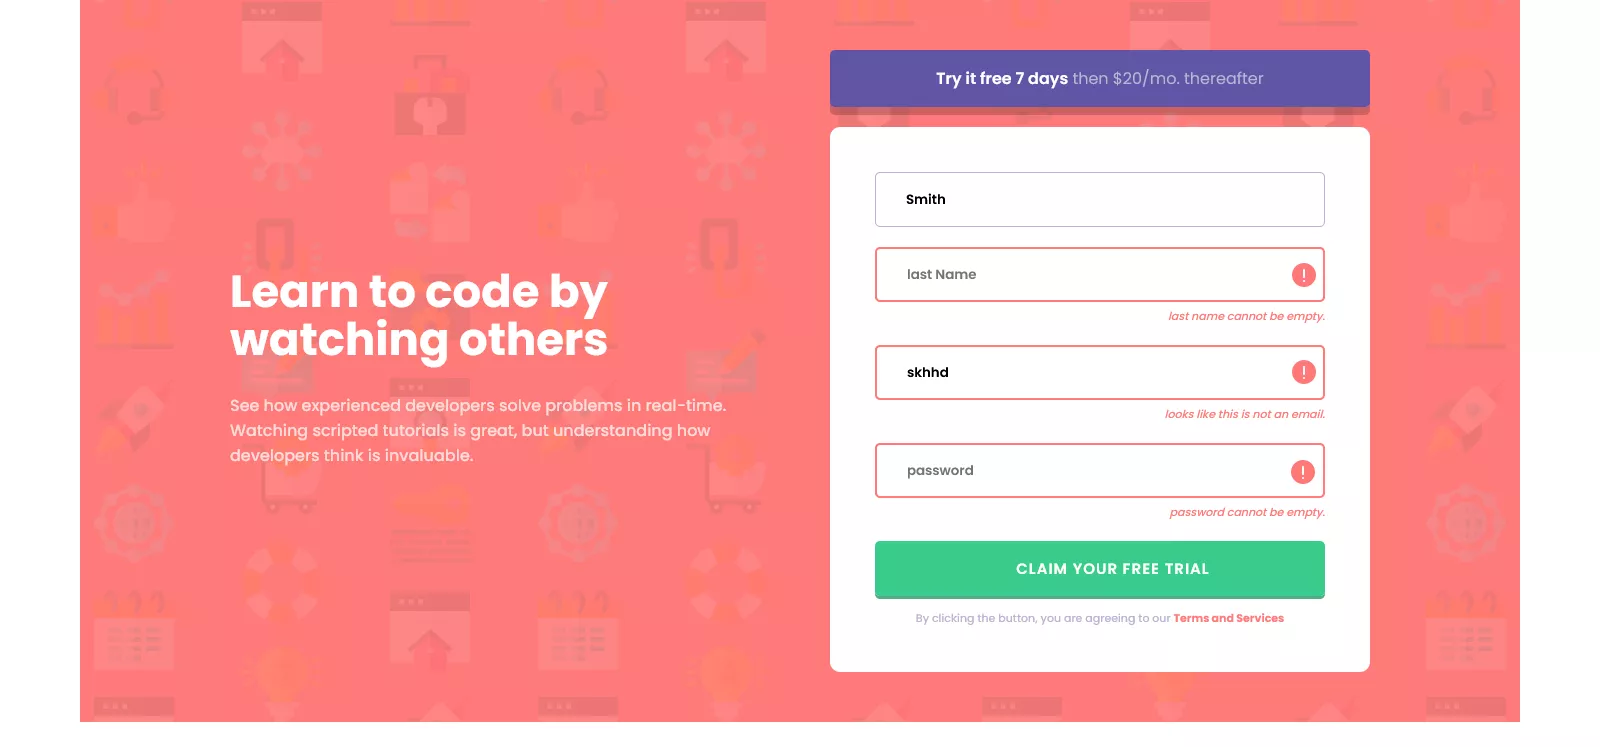 Learn to code by
watching others
See how experienced developers solve problems in real-time.
Watching scripted tutorials is great, but understanding how
developers think is invaluable.
Try it free 7 days then $20/mo. thereafter
Smith
last Name
last name cannot be empty.
skhhd
looks like this is not an email.
password
password cannot be empty.
CLAIM YOUR FREE TRIAL
By clicking the button, you are agreeing to our Terms and Services